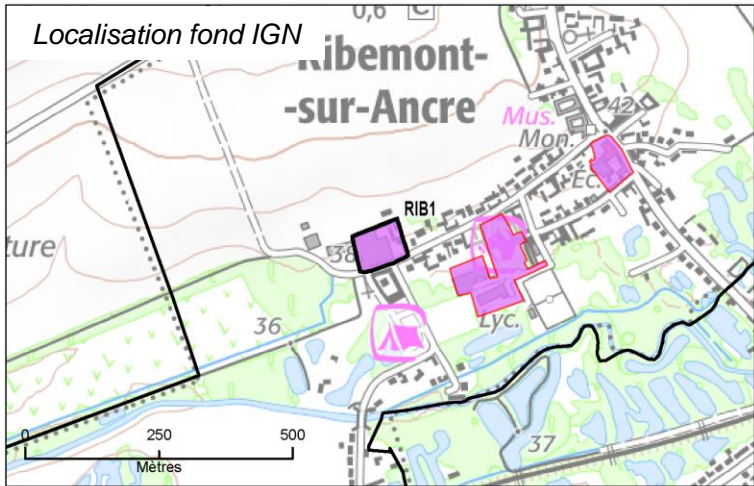 Localisation fond IGN
0,6 C
Ribemont-
-sur-Ancre
42
Mus.
Mon.
Ec.
RIB1
ture
38
36
Lyc.
37
0 250 500
Mètres